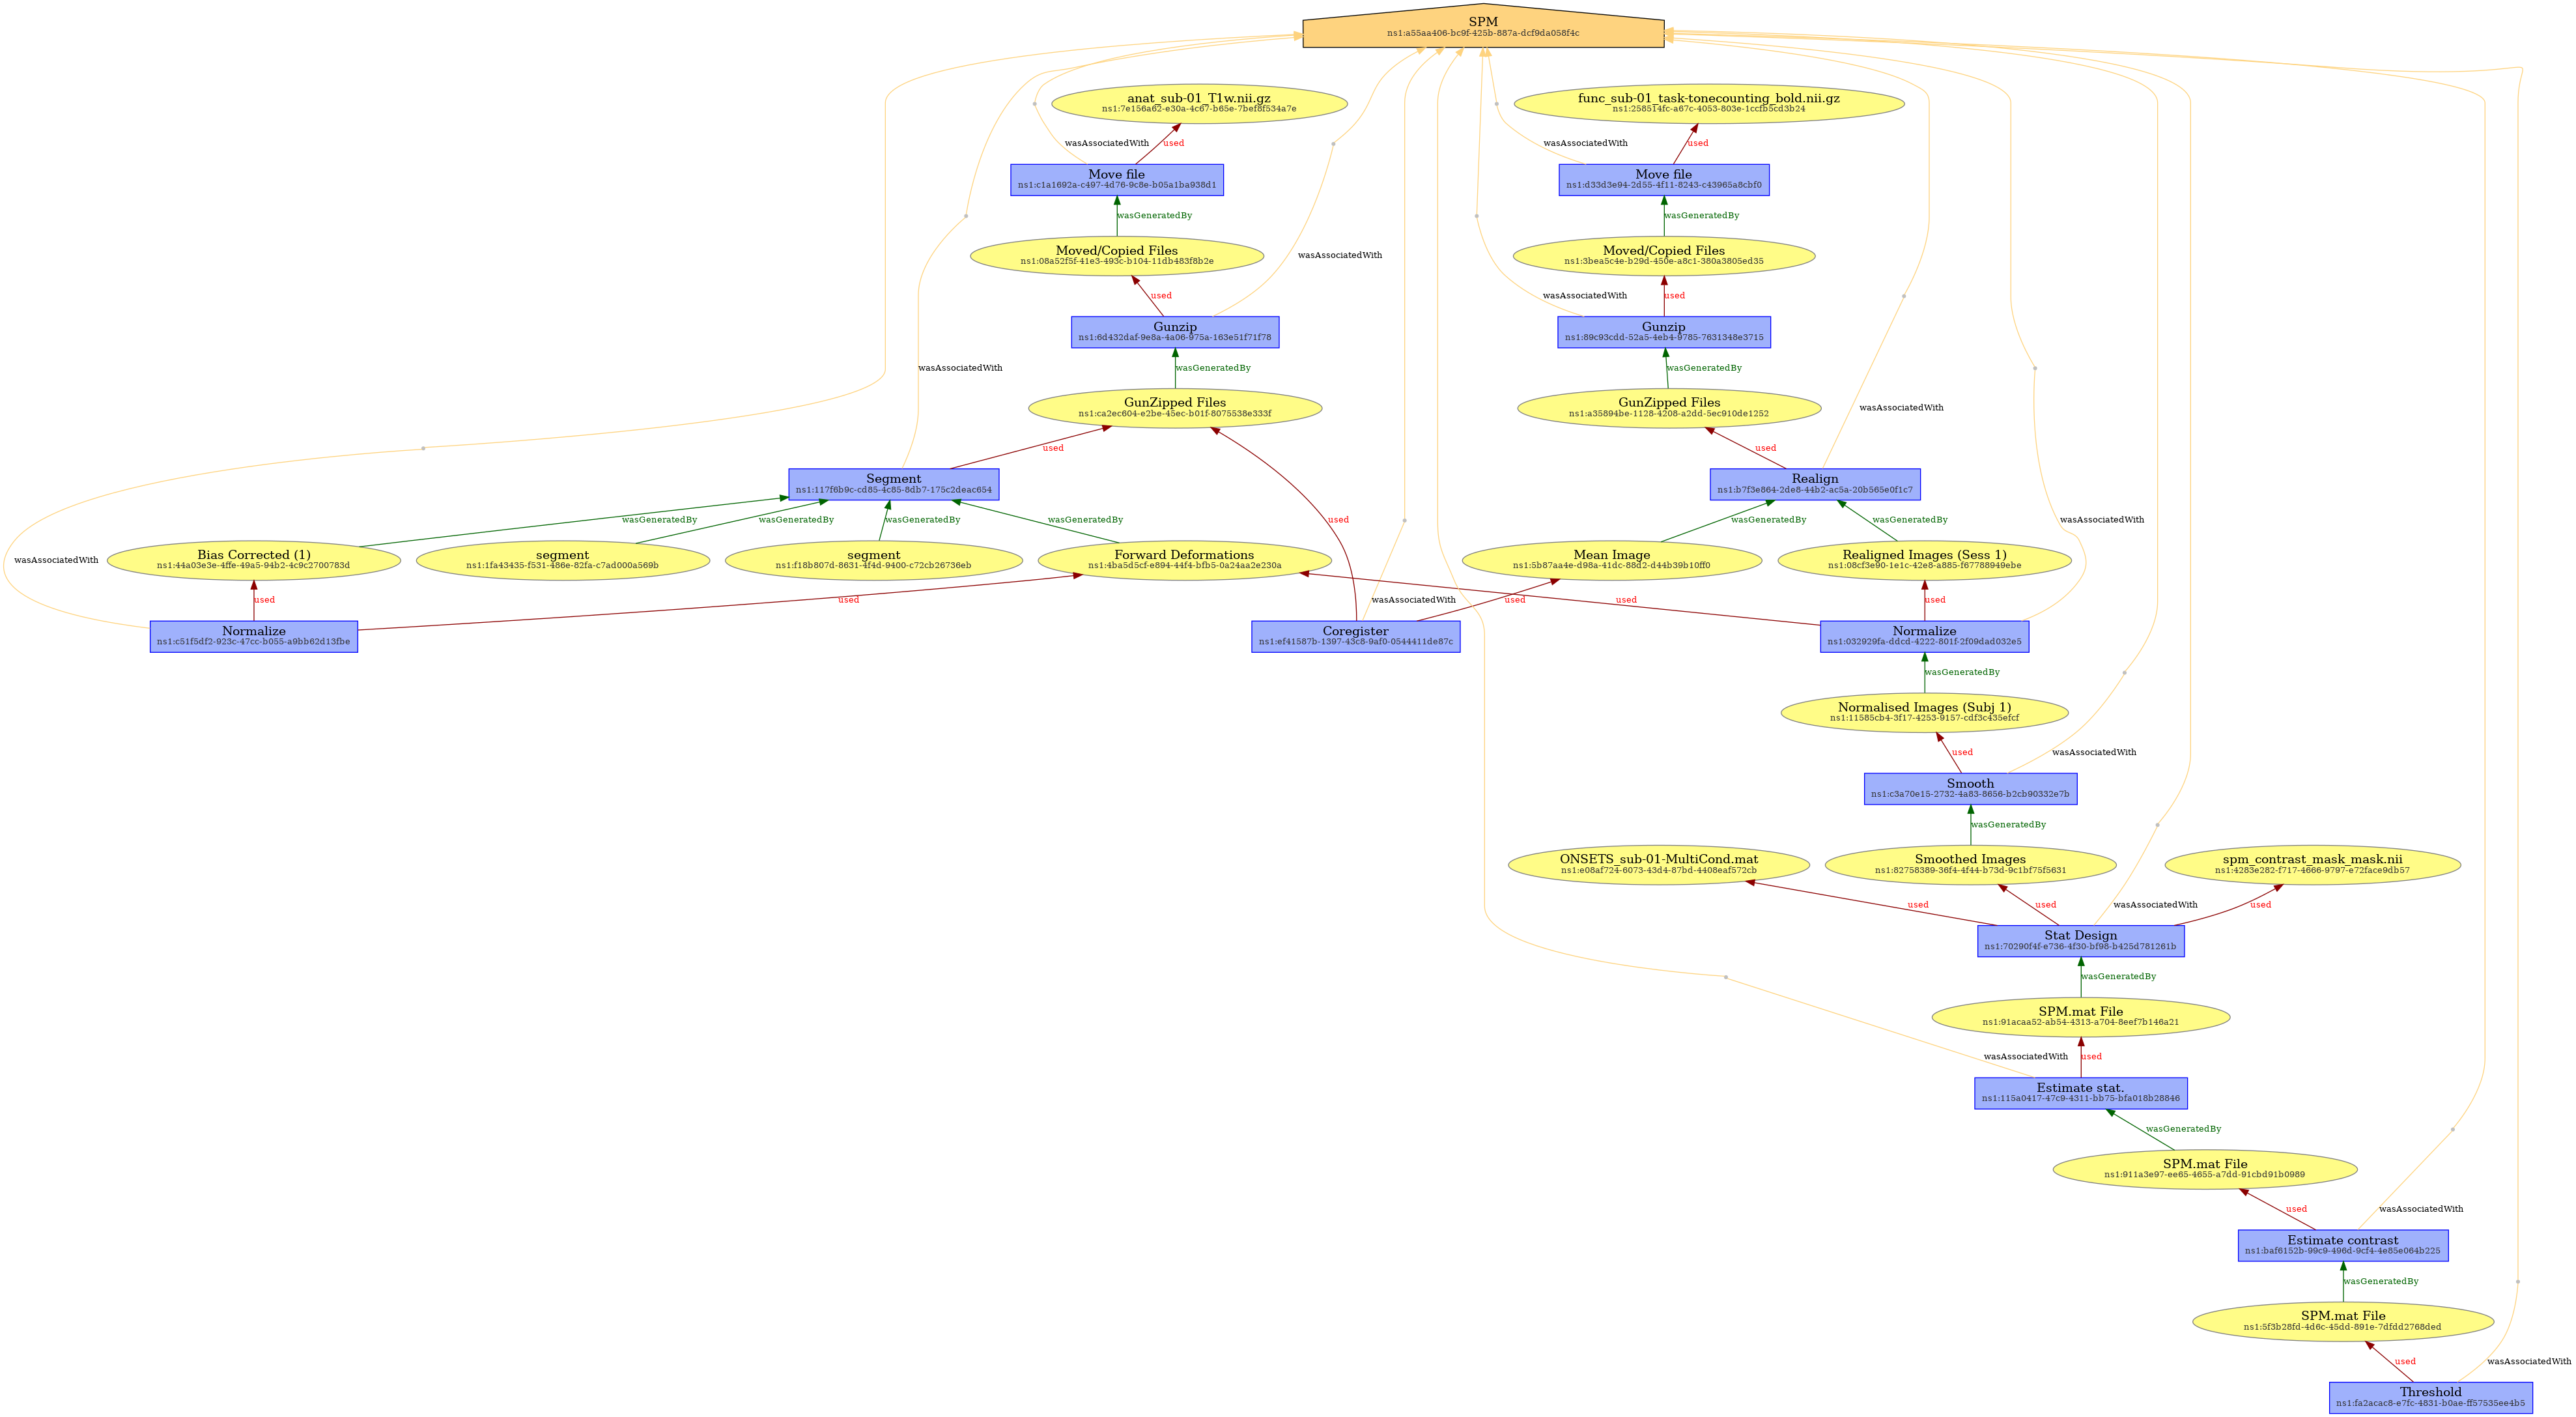 SPM
ns1:a55aa406-bc9f-425b-887a-dcf9da058f4c
anat_sub-01_T1w.nii.gz
ns1:7e156a62-e30a-4c67-b65e-7bef8f534a7e
func_sub-01_task-tonecounting_bold.nii.gz
ns1:258514fc-a67c-4053-803e-1ccfb5cd3b24
wasAssociatedWith
used
wasAssociatedWith
used
Move file
ns1:c1a1692a-c497-4d76-9c8e-b05a1ba938d1
Move file
ns1:d33d3e94-2d55-4f11-8243-c43965a8cbf0
wasGeneratedBy
wasGeneratedBy
Moved/Copied Files
ns1:08a52f5f-41e3-493c-b104-11db483f8b2e
wasAssociatedWith
Moved/Copied Files
ns1:3bea5c4e-b29d-450e-a8c1-380a3805ed35
used
wasAssociatedWith
used
Gunzip
ns1:6d432daf-9e8a-4a06-975a-163e51f71f78
Gunzip
ns1:89c93cdd-52a5-4eb4-9785-7631348e3715
wasAssociatedWith
wasGeneratedBy
wasGeneratedBy
GunZipped Files
ns1:ca2ec604-e2be-45ec-b01f-8075538e333f
GunZipped Files
ns1:a35894be-1128-4208-a2dd-5ec910de1252
wasAssociatedWith
used
used
Segment
ns1:117f6b9c-cd85-4c85-8db7-175c2deac654
Realign
ns1:b7f3e864-2de8-44b2-ac5a-20b565e0f1c7
wasGeneratedBy
wasGeneratedBy
wasGeneratedBy
wasGeneratedBy
used
wasGeneratedBy
wasGeneratedBy
wasAssociatedWith
wasAssociatedWith
Bias Corrected (1)
ns1:44a03e3e-4ffe-49a5-94b2-4c9c2700783d
segment
ns1:1fa43435-f531-486e-82fa-c7ad000a569b
segment
ns1:f18b807d-8631-4f4d-9400-c72cb26736eb
Forward Deformations
ns1:4ba5d5cf-e894-44f4-bfb5-0a24aa2e230a
Mean Image
ns1:5b87aa4e-d98a-41dc-88d2-d44b39b10ff0
Realigned Images (Sess 1)
ns1:08cf3e90-1e1c-42e8-a885-f67788949ebe
used
used
wasAssociatedWith
used
used
used
Normalize
ns1:c51f5df2-923c-47cc-b055-a9bb62d13fbe
Coregister
ns1:ef41587b-1397-43c8-9af0-0544411de87c
Normalize
ns1:032929fa-ddcd-4222-801f-2f09dad032e5
wasGeneratedBy
Normalised Images (Subj 1)
ns1:11585cb4-3f17-4253-9157-cdf3c435efcf
used
wasAssociatedWith
Smooth
ns1:c3a70e15-2732-4a83-8656-b2cb90332e7b
wasGeneratedBy
ONSETS_sub-01-MultiCond.mat
ns1:e08af724-6073-43d4-87bd-4408eaf572cb
Smoothed Images
ns1:82758389-36f4-4f44-b73d-9c1bf75f5631
spm_contrast_mask_mask.nii
ns1:4283e282-f717-4666-9797-e72face9db57
used
used
wasAssociatedWith
used
Stat Design
ns1:70290f4f-e736-4f30-bf98-b425d781261b
wasGeneratedBy
SPM.mat File
ns1:91acaa52-ab54-4313-a704-8eef7b146a21
wasAssociatedWith
used
Estimate stat.
ns1:115a0417-47c9-4311-bb75-bfa018b28846
wasGeneratedBy
SPM.mat File
ns1:911a3e97-ee65-4655-a7dd-91cbd91b0989
used
wasAssociatedWith
Estimate contrast
ns1:baf6152b-99c9-496d-9cf4-4e85e064b225
wasGeneratedBy
SPM.mat File
ns1:5f3b28fd-4d6c-45dd-891e-7dfdd2768ded
used
wasAssociatedWith
Threshold
ns1:fa2acac8-e7fc-4831-b0ae-ff57535ee4b5